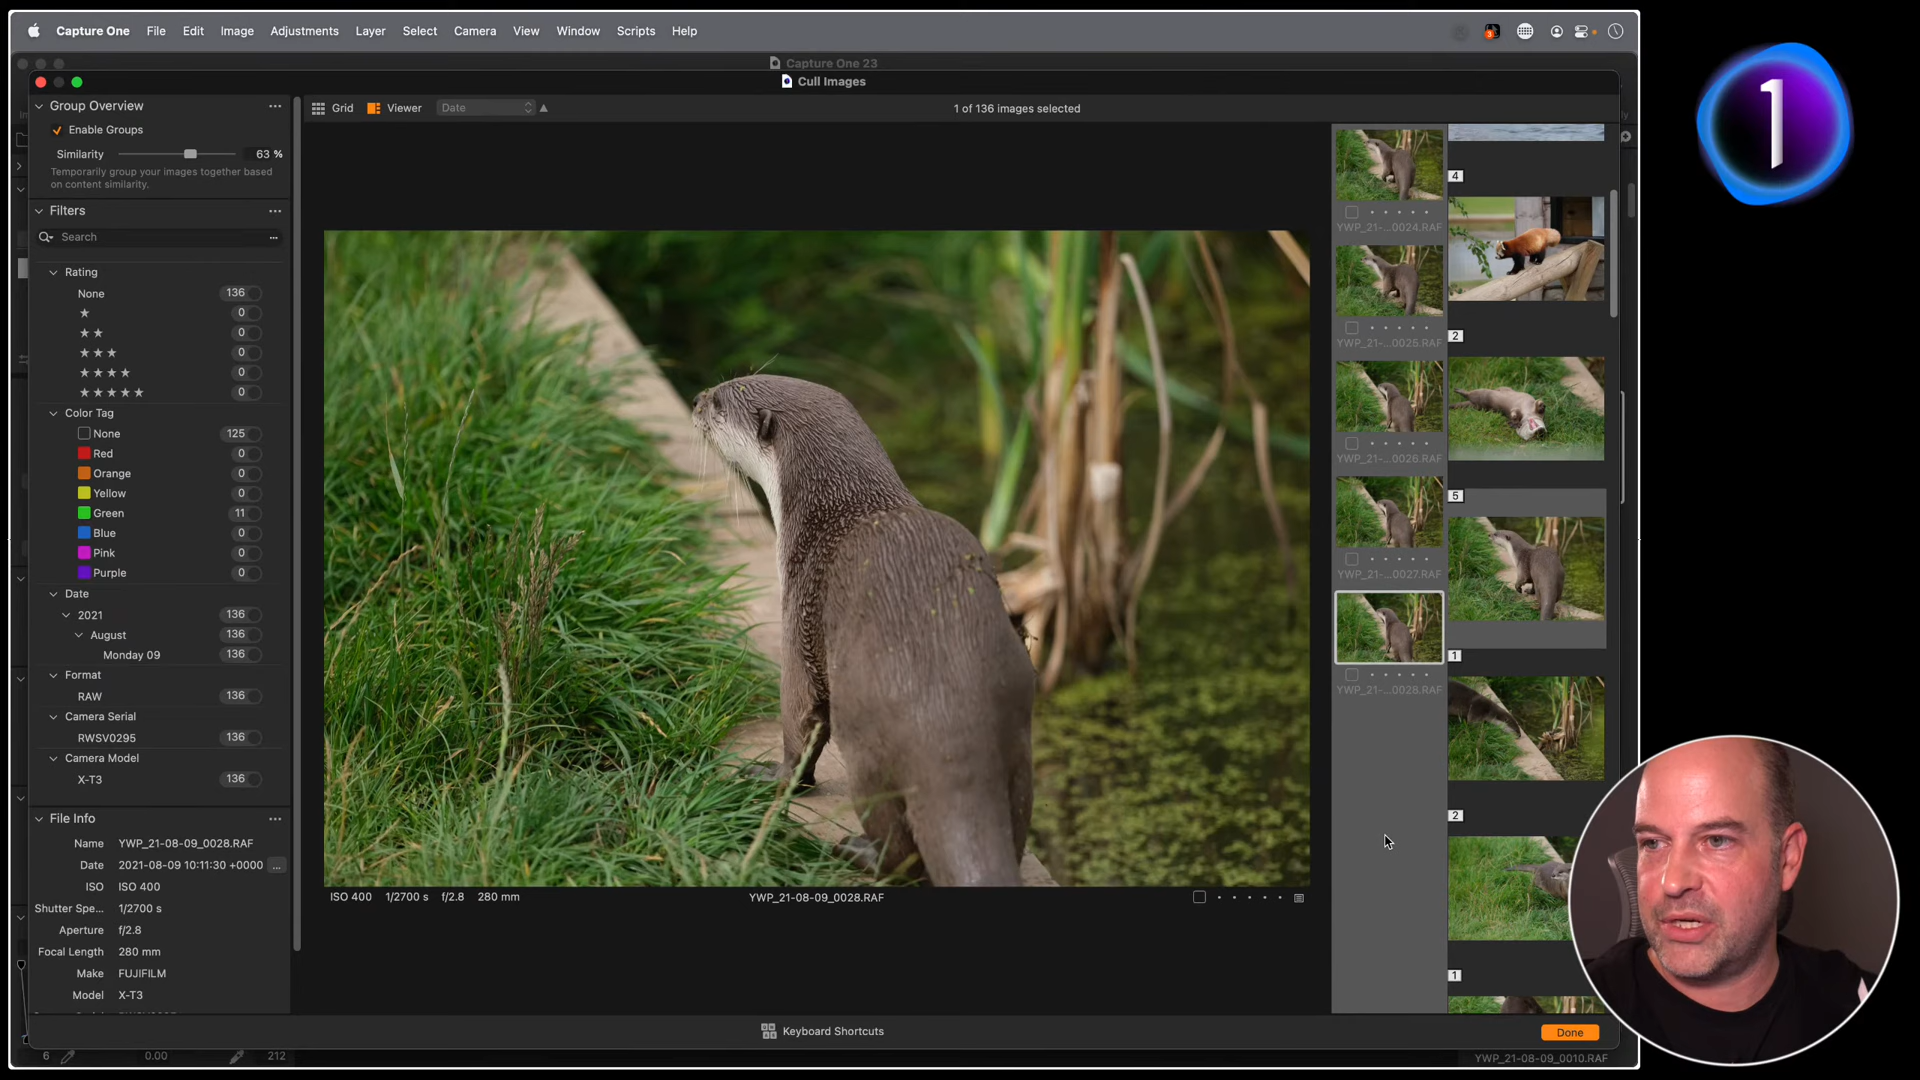 Capture One File Edit Image Adjustments Layer Select Camera View Window Scripts Help
3
Capture One 23
Cull Images
Group Overview
Enable Groups
Similarity 63 %
Temporarily group your images together based
on content similarity.
Filters
Search
Rating
None 136
★ 0
★ ★ 0
★ ★ ★ 0
★ ★ ★ ★ 0
★ ★ ★ ★ ★ 0
Color Tag
None 125
Red 0
Orange 0
Yellow 0
Green 11
Blue 0
Pink 0
Purple 0
Date
2021 136
August 136
Monday 09 136
Format
RAW 136
Camera Serial
RWSV0295 136
Camera Model
X-T3 136
File Info
Name YWP_21-08-09_0028.RAF
Date 2021-08-09 10:11:30 +0000
ISO ISO 400
Shutter Spe... 1/2700 s
Aperture f/2.8
Focal Length 280 mm
Make FUJIFILM
Model X-T3
Grid Viewer Date 1 of 136 images selected
ISO 400 1/2700 s f/2.8 280 mm YWP_21-08-09_0028.RAF
YWP_21-...0024.RAF
YWP_21-...0025.RAF
YWP_21-...0026.RAF
YWP_21-...0027.RAF
YWP_21-...0028.RAF
4
2
5
1
2
1
Keyboard Shortcuts
Done
6 0.00 212 YWP_21-08-09_0010.RAF
1